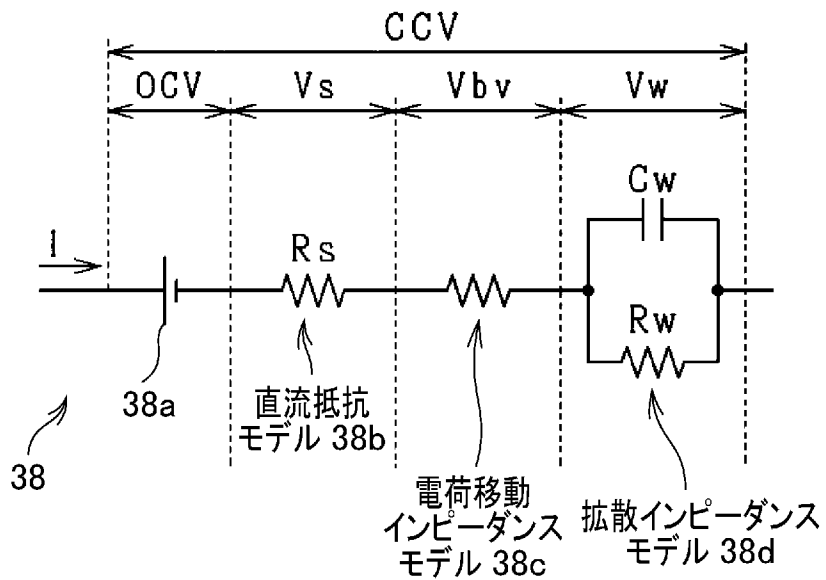 CCV
OCV
Vs
Vbv
Vw
Cw
I
Rs
Rw
38a
直流抵抗
モデル 38b
38
電荷移動
インピーダンス
モデル 38c
拡散インピーダンス
モデル 38d